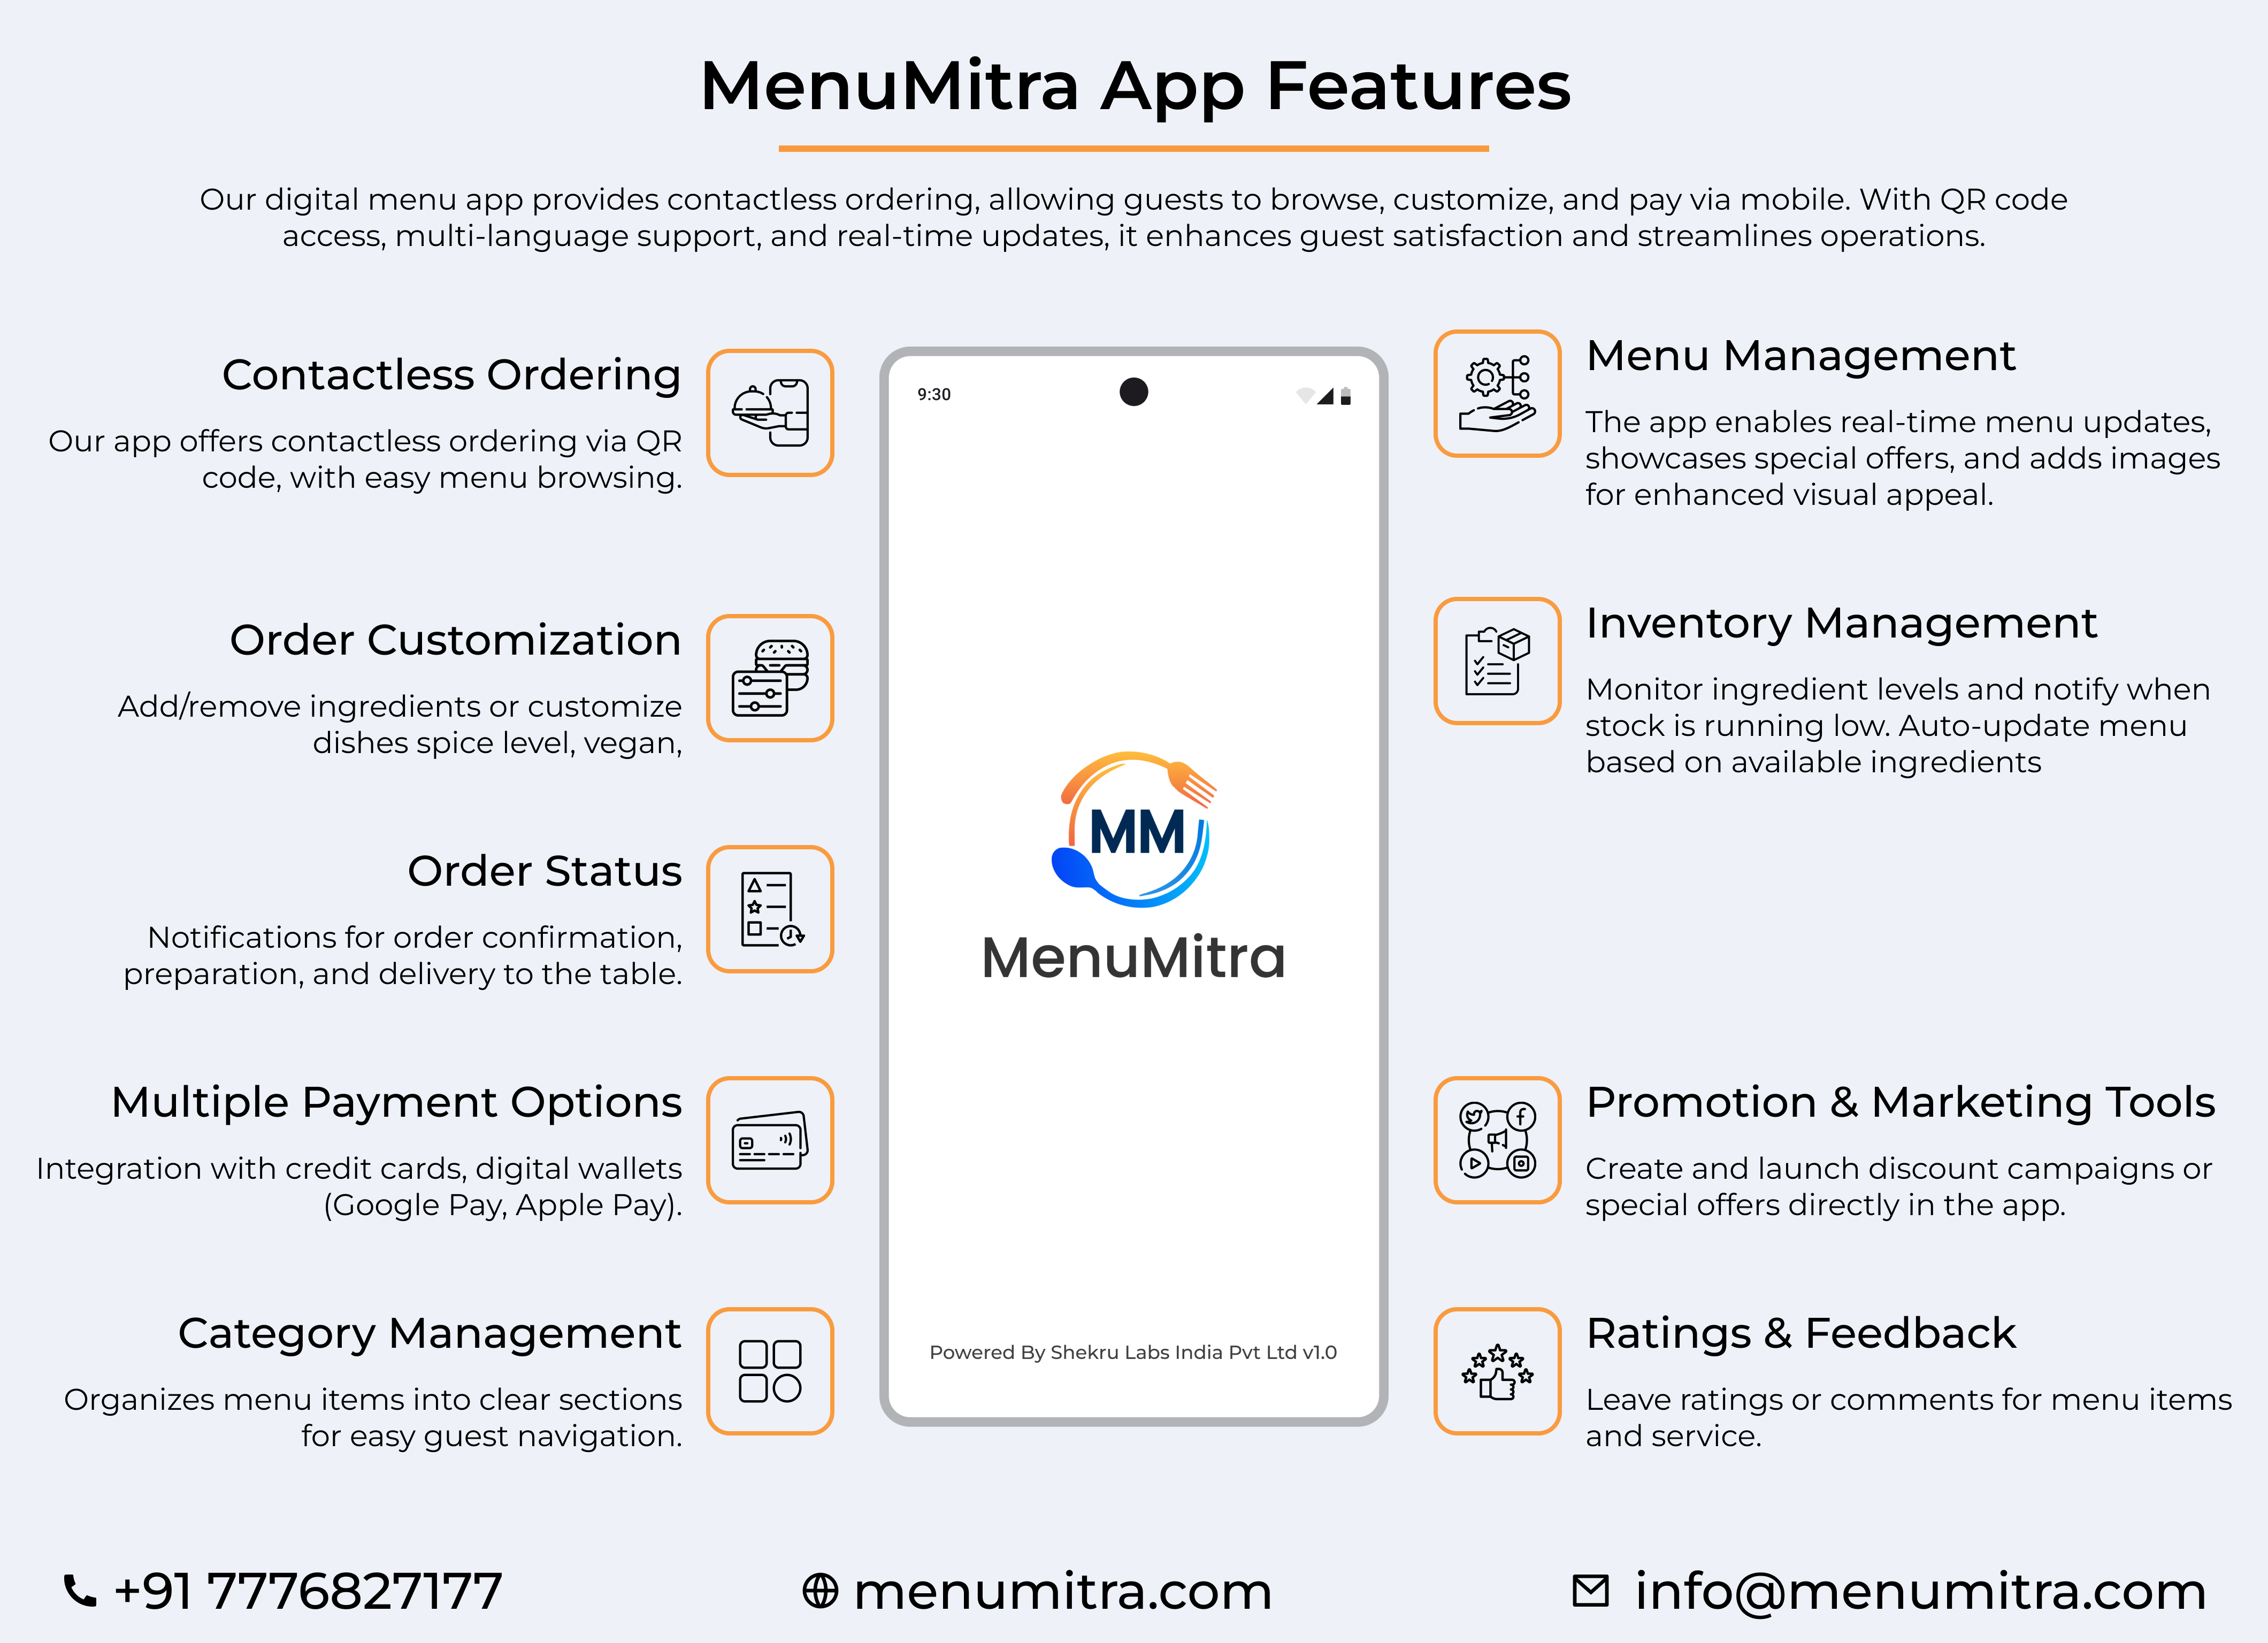 MenuMitra App Features
Our digital menu app provides contactless ordering, allowing guests to browse, customize, and pay via mobile. With QR code
access, multi-language support, and real-time updates, it enhances guest satisfaction and streamlines operations.
Contactless Ordering
Our app offers contactless ordering via QR
code, with easy menu browsing.
Order Customization
Add/remove ingredients or customize
dishes spice level, vegan,
Order Status
Notifications for order confirmation,
preparation, and delivery to the table.
Multiple Payment Options
Integration with credit cards, digital wallets
(Google Pay, Apple Pay).
Category Management
Organizes menu items into clear sections
for easy guest navigation.
9:30
MM
MenuMitra
Powered By Shekru Labs India Pvt Ltd v1.0
Menu Management
The app enables real-time menu updates,
showcases special offers, and adds images
for enhanced visual appeal.
Inventory Management
Monitor ingredient levels and notify when
stock is running low. Auto-update menu
based on available ingredients
Promotion & Marketing Tools
Create and launch discount campaigns or
special offers directly in the app.
Ratings & Feedback
Leave ratings or comments for menu items
and service.
+91 7776827177
menumitra.com
info@menumitra.com